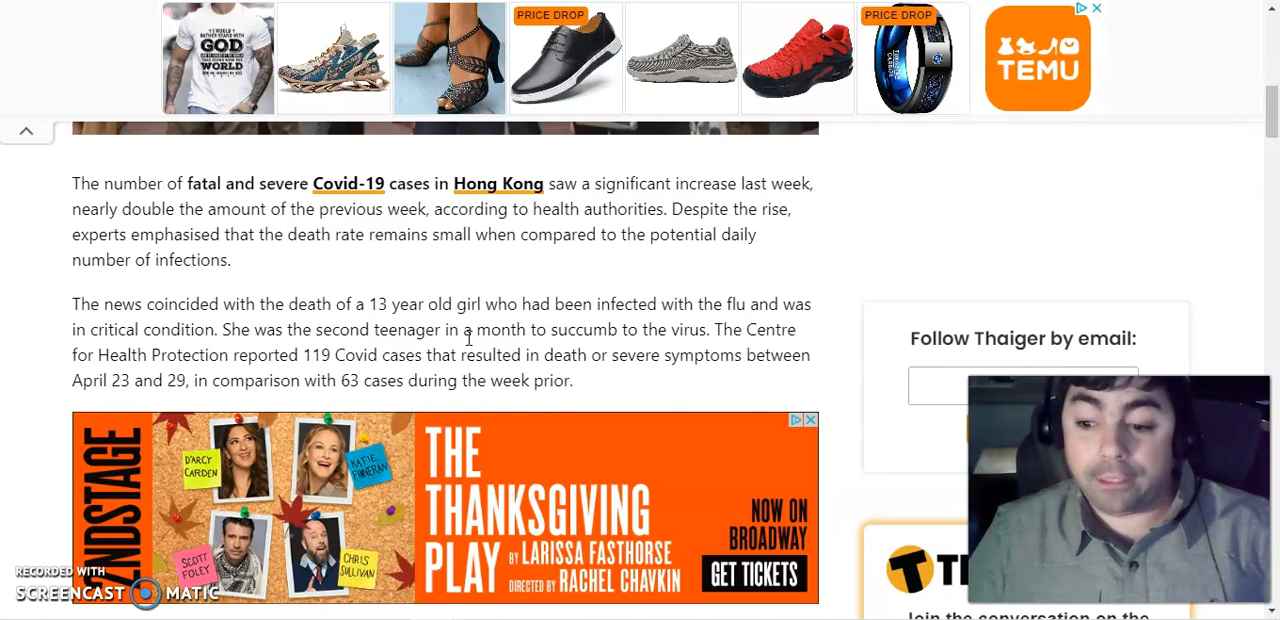 I WOULD
RATHER STAND WITH
GOD
WORLD
PRICE DROP
PRICE DROP
TEMU
The number of fatal and severe Covid-19 cases in Hong Kong saw a significant increase last week,
nearly double the amount of the previous week, according to health authorities. Despite the rise,
experts emphasised that the death rate remains small when compared to the potential daily
number of infections.
The news coincided with the death of a 13 year old girl who had been infected with the flu and was
in critical condition. She was the second teenager in a month to succumb to the virus. The Centre
for Health Protection reported 119 Covid cases that resulted in death or severe symptoms between
April 23 and 29, in comparison with 63 cases during the week prior.
Follow Thaiger by email:
2NDSTAGE
D'ARCY
CARDEN
KATIE
FINNERAN
SCOTT
FOLEY
CHRIS
SULLIVAN
THE
THANKSGIVING
PLAY BY LARISSA FASTHORSE
DIRECTED BY RACHEL CHAVKIN
NOW ON
BROADWAY
GET TICKETS
T TH
Join the conversation on the
RECORDED WITH
SCREENCAST MATIC